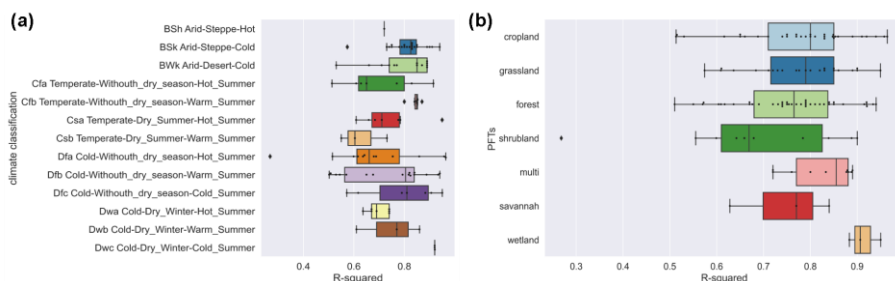 (a)
climate classification
BSh Arid-Steppe-Hot
BSk Arid-Steppe-Cold
BWk Arid-Desert-Cold
Cfa Temperate-Withouth_dry_season-Hot_Summer
Cfb Temperate-Withouth_dry_season-Warm_Summer
Csa Temperate-Dry_Summer-Hot_Summer
Csb Temperate-Dry_Summer-Warm_Summer
Dfa Cold-Withouth_dry_season-Hot_Summer
Dfb Cold-Withouth_dry_season-Warm_Summer
Dfc Cold-Withouth_dry_season-Cold_Summer
Dwa Cold-Dry_Winter-Hot_Summer
Dwb Cold-Dry_Winter-Warm_Summer
Dwc Cold-Dry_Winter-Cold_Summer
0.4 0.6 0.8
R-squared
(b)
PFTs
cropland
grassland
forest
shrubland
multi
savannah
wetland
0.3 0.4 0.5 0.6 0.7 0.8 0.9
R-squared